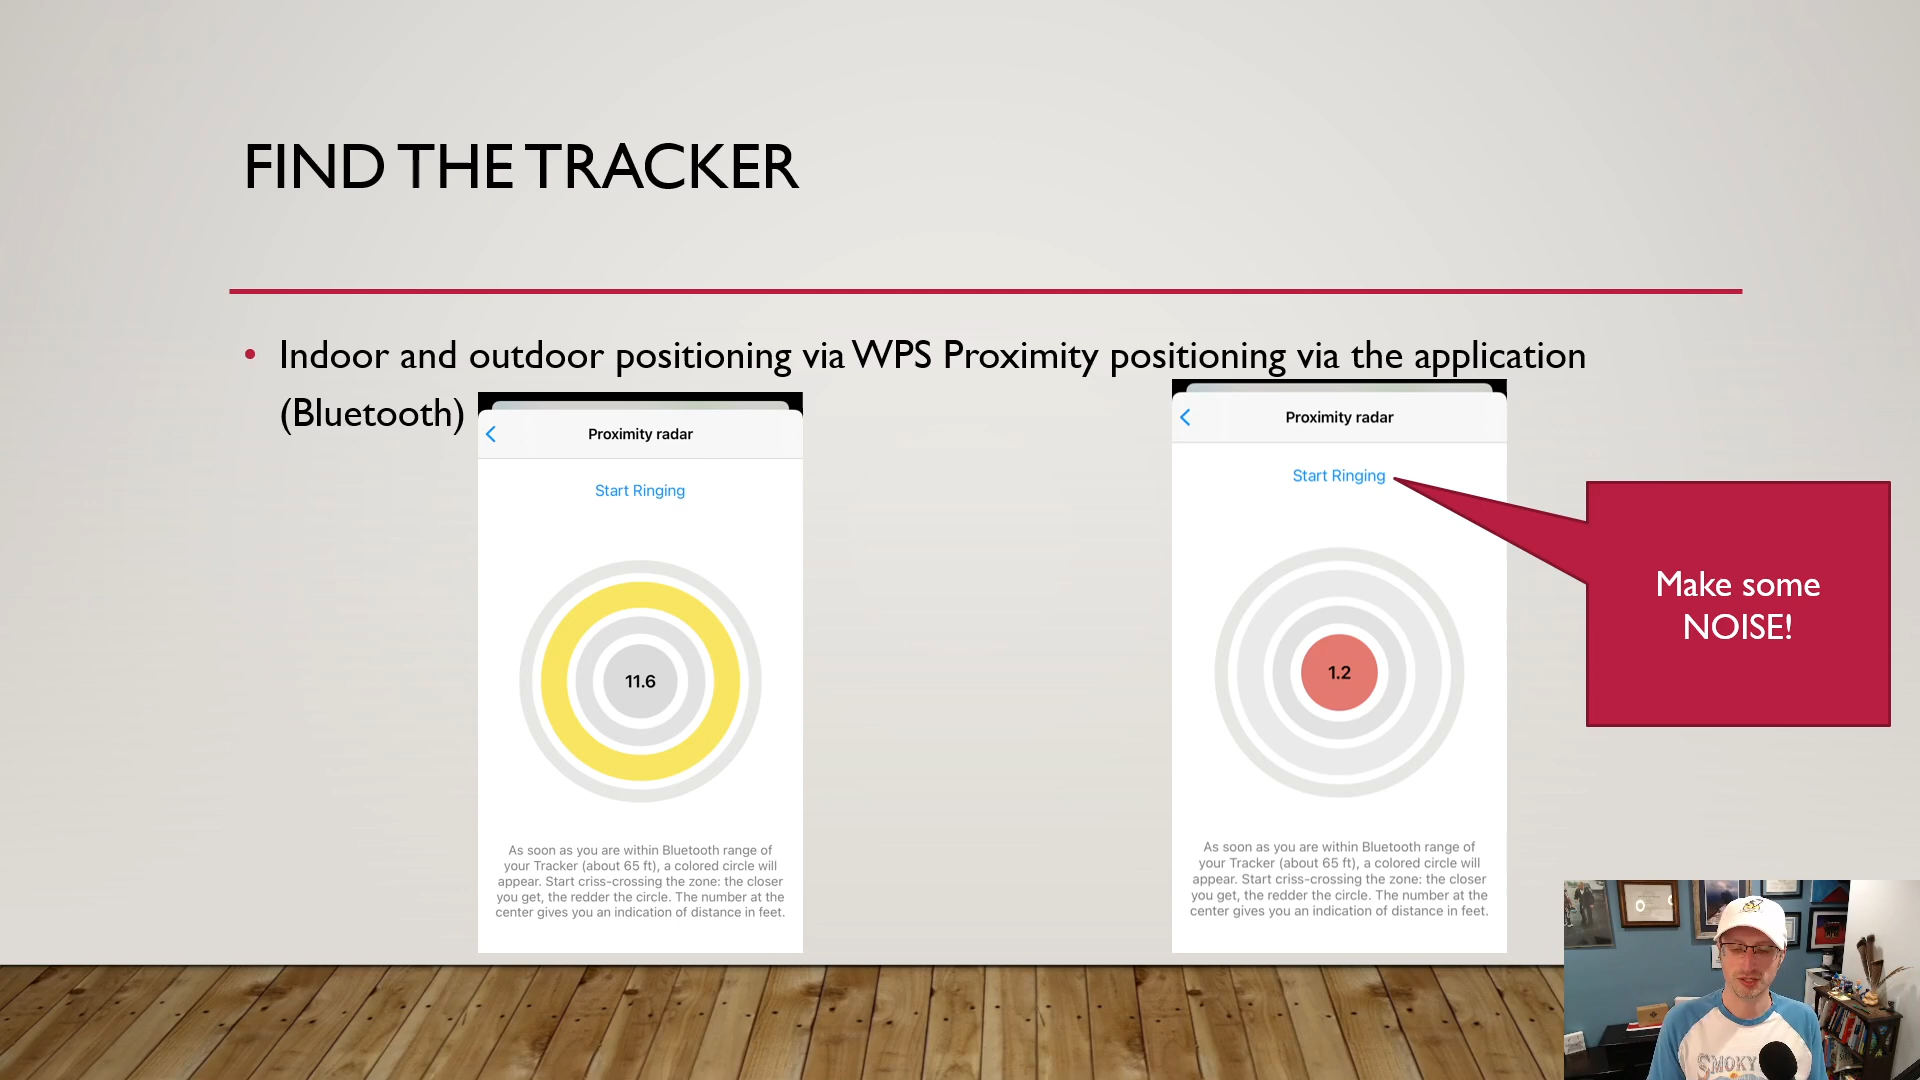 FIND THE TRACKER
• Indoor and outdoor positioning via WPS Proximity positioning via the application
(Bluetooth)
Proximity radar
Start Ringing
11.6
As soon as you are within Bluetooth range of
your Tracker (about 65 ft), a colored circle will
appear. Start criss-crossing the zone: the closer
you get, the redder the circle. The number at the
center gives you an indication of distance in feet.
Proximity radar
Start Ringing
1.2
As soon as you are within Bluetooth range of
your Tracker (about 65 ft), a colored circle will
appear. Start criss-crossing the zone: the closer
you get, the redder the circle. The number at the
center gives you an indication of distance in feet.
Make some
NOISE!
SMOKY